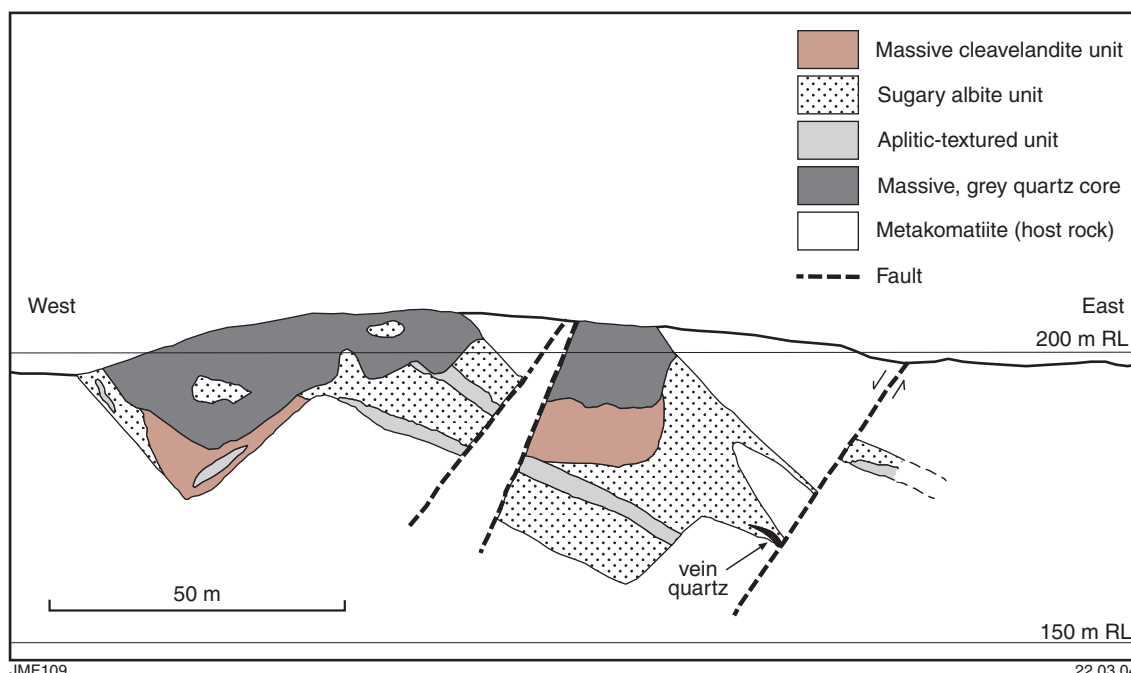 Massive cleavelandite unit
Sugary albite unit
Aplitic-textured unit
Massive, grey quartz core
Metakomatiite (host rock)
Fault
West
East
200 m RL
vein
quartz
50 m
150 m RL
JMF109